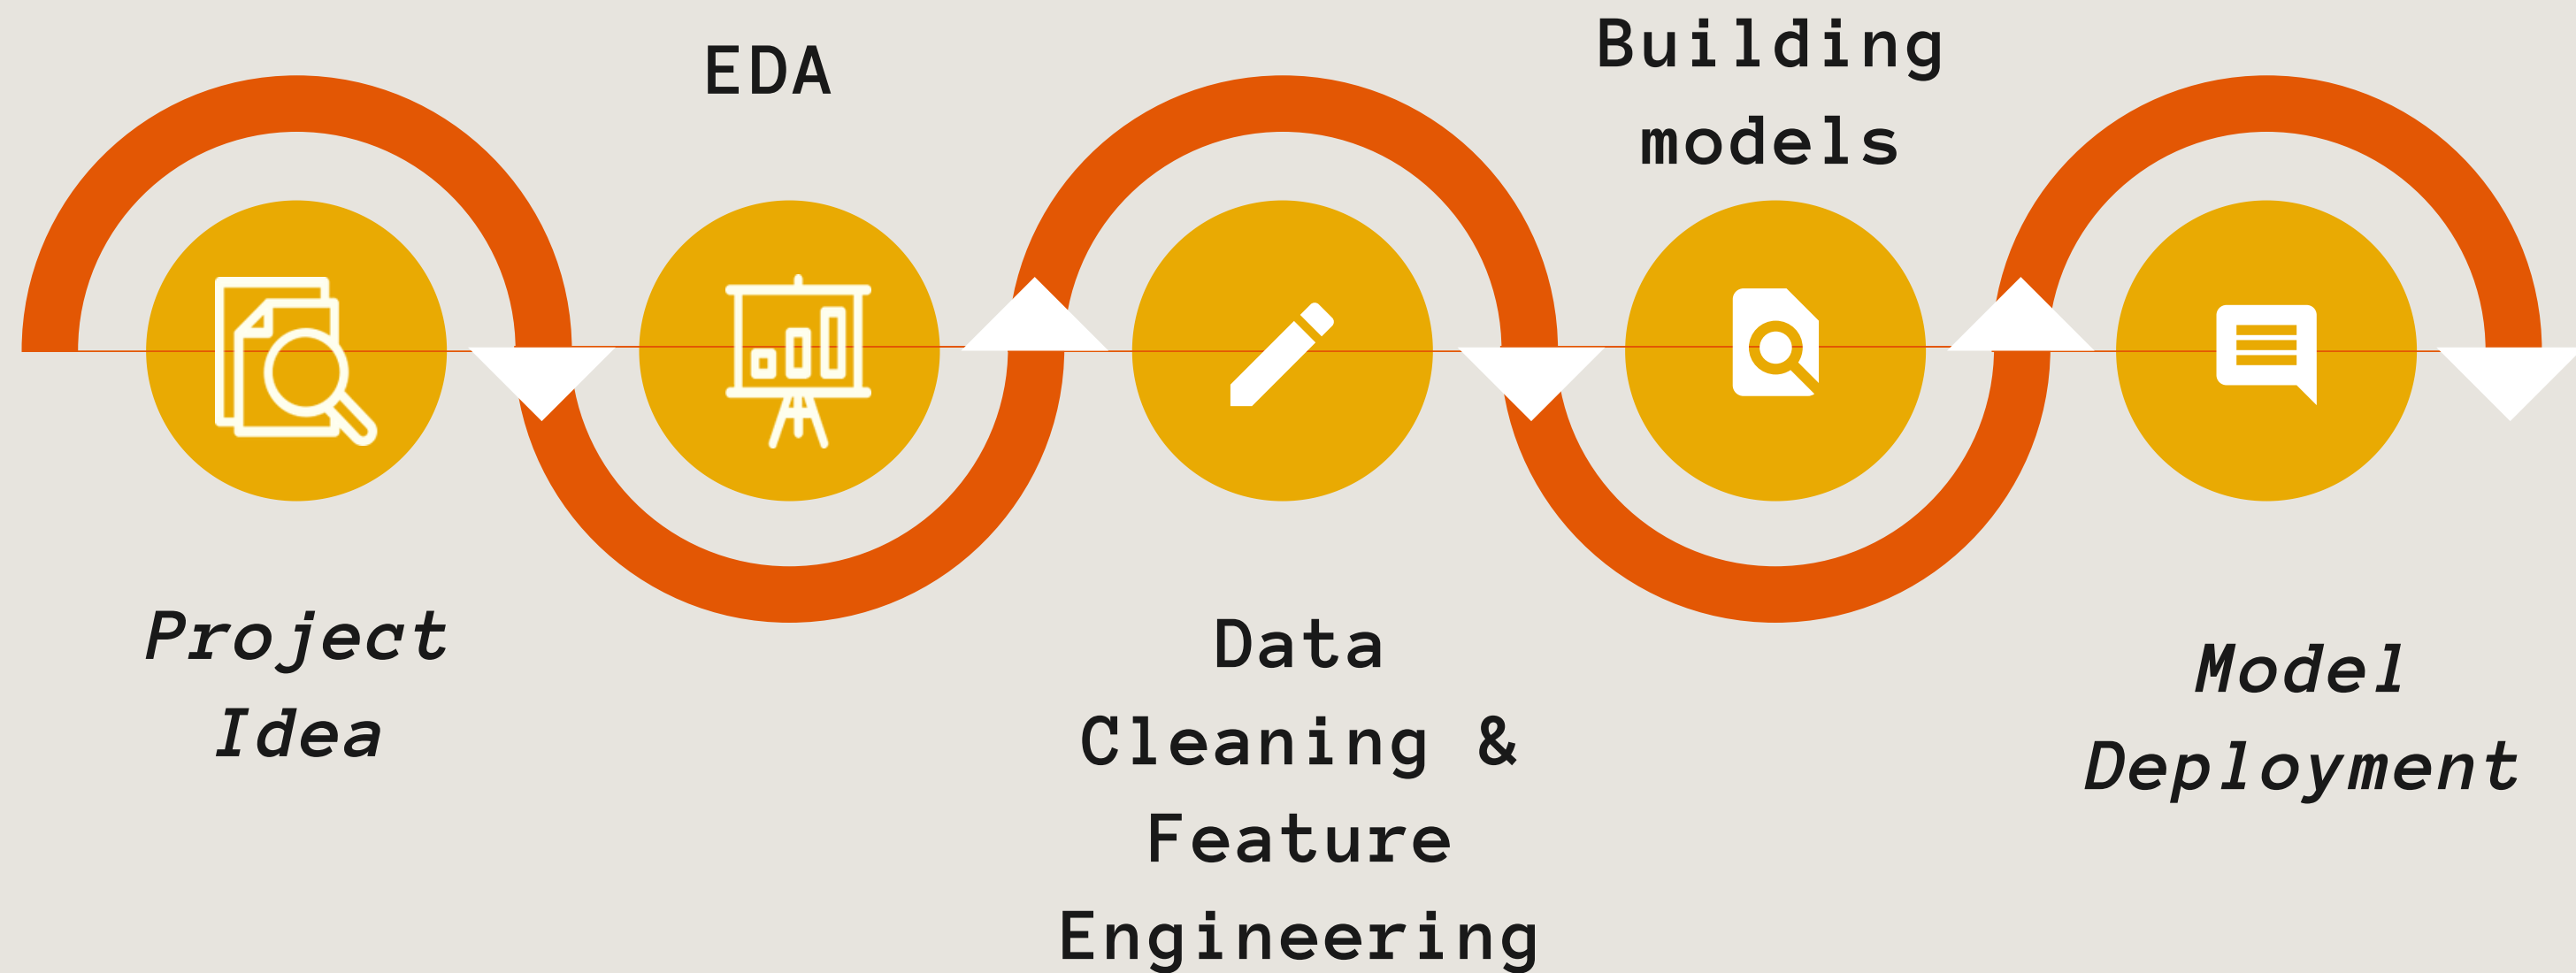 Project
Idea
EDA
Data
Cleaning &
Feature
Engineering
Building
models
Model
Deployment